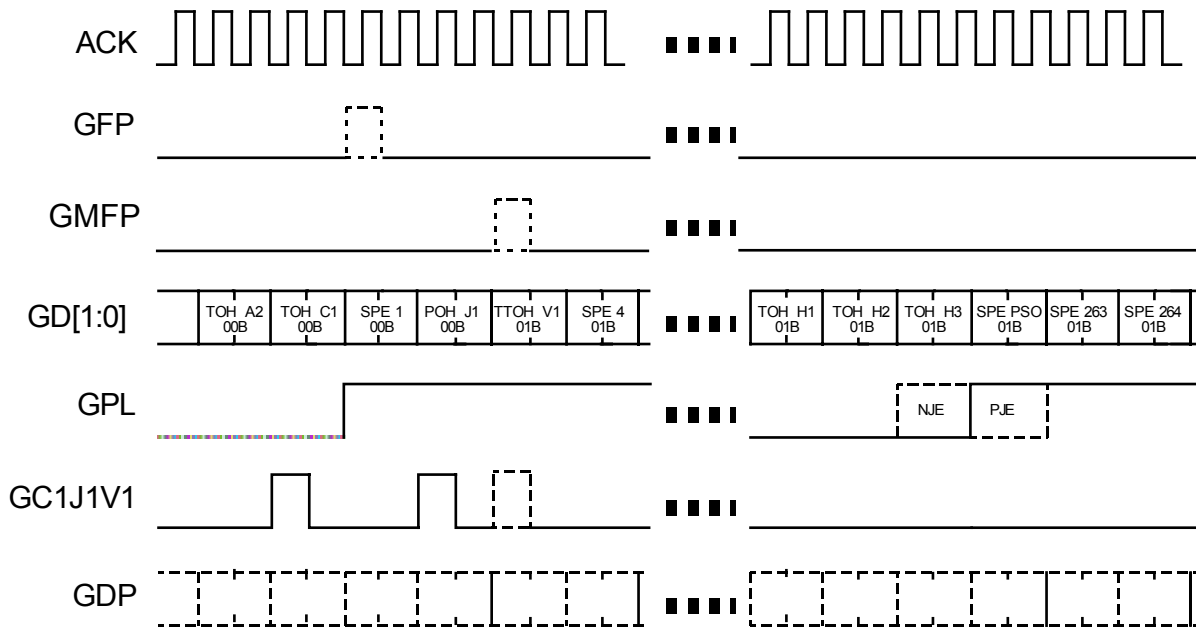 ACK
GFP
GMFP
GD[1:0]
TOH A2 TOH C1 SPE 1 POH J1 TTOH V1 SPE 4 TOH H1 TOH H2 TOH H3 SPE PSO SPE 263 SPE 264
00B 00B 00B 00B 01B 01B 01B 01B 01B 01B 01B 01B
GPL
NJE PJE
GC1J1V1
GDP